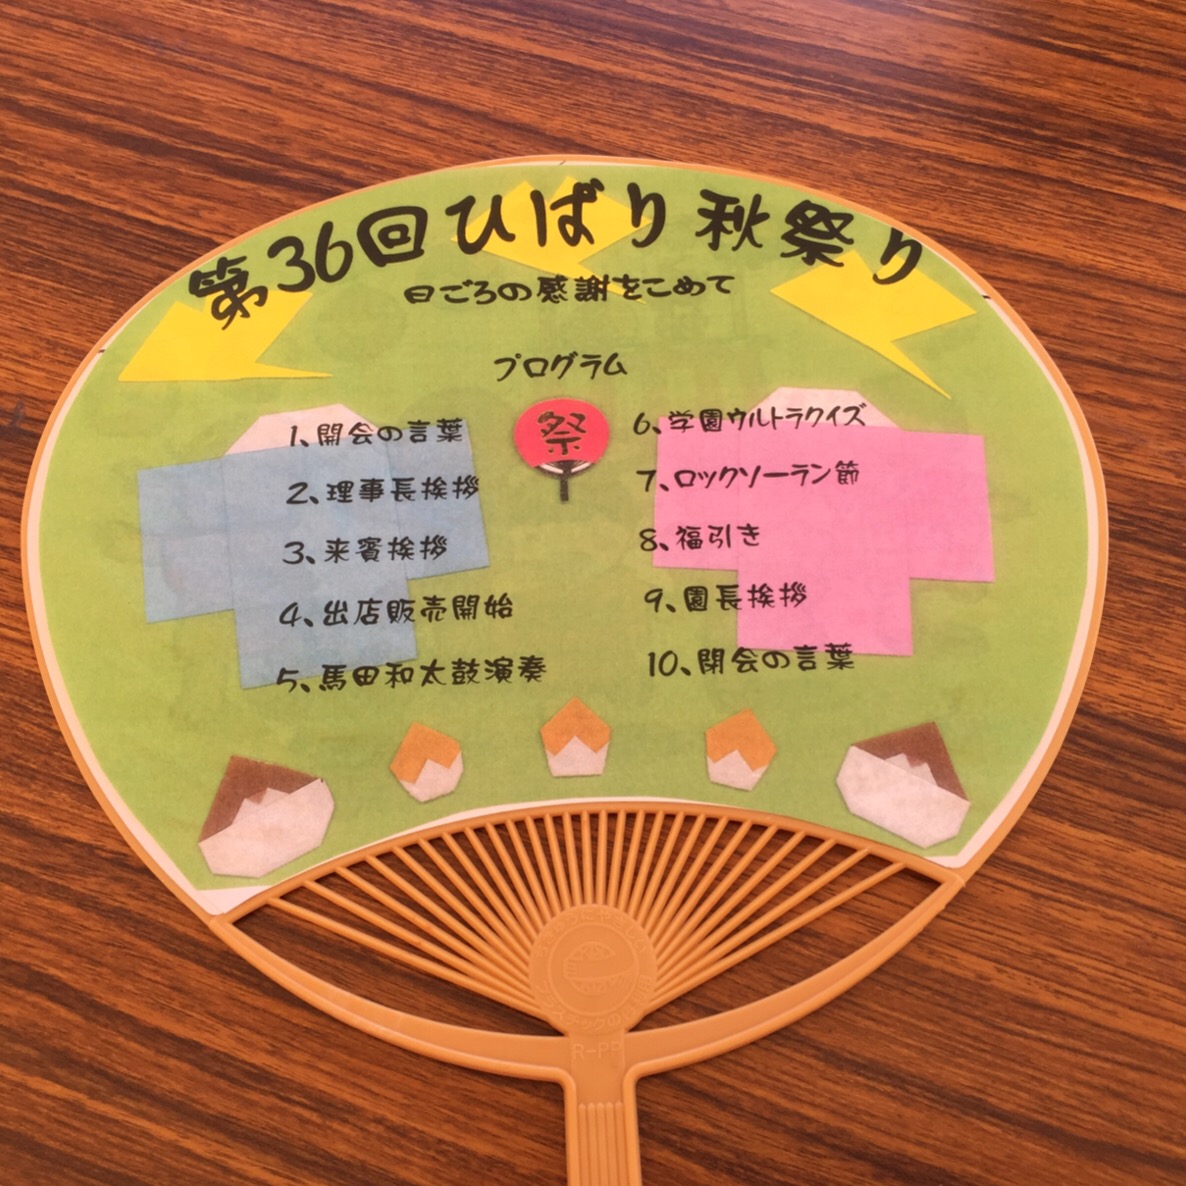 第36回ひばり秋祭り
日ごろの感謝をこめて
プログラム
祭
1、開会の言葉
2、理事長挨拶
3、来賓挨拶
4、出店販売開始
5、馬田和太鼓演奏
6、学園ウルトラクイズ
7、ロックソーラン節
8、福引き
9、園長挨拶
10、閉会の言葉
R-PP